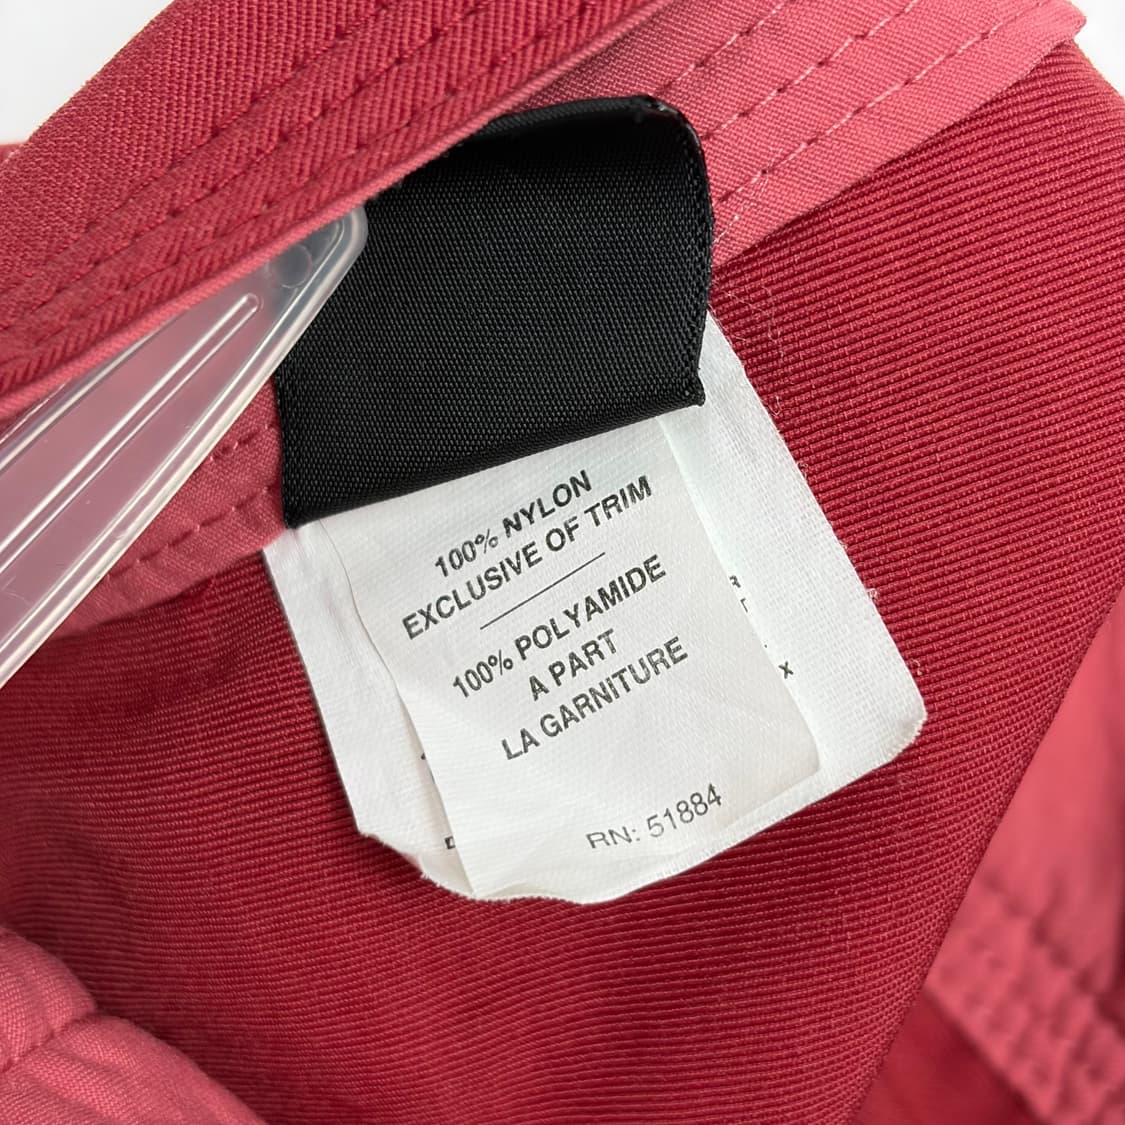 100% NYLON
EXCLUSIVE OF TRIM
100% POLYAMIDE
A PART
LA GARNITURE
RN: 51884